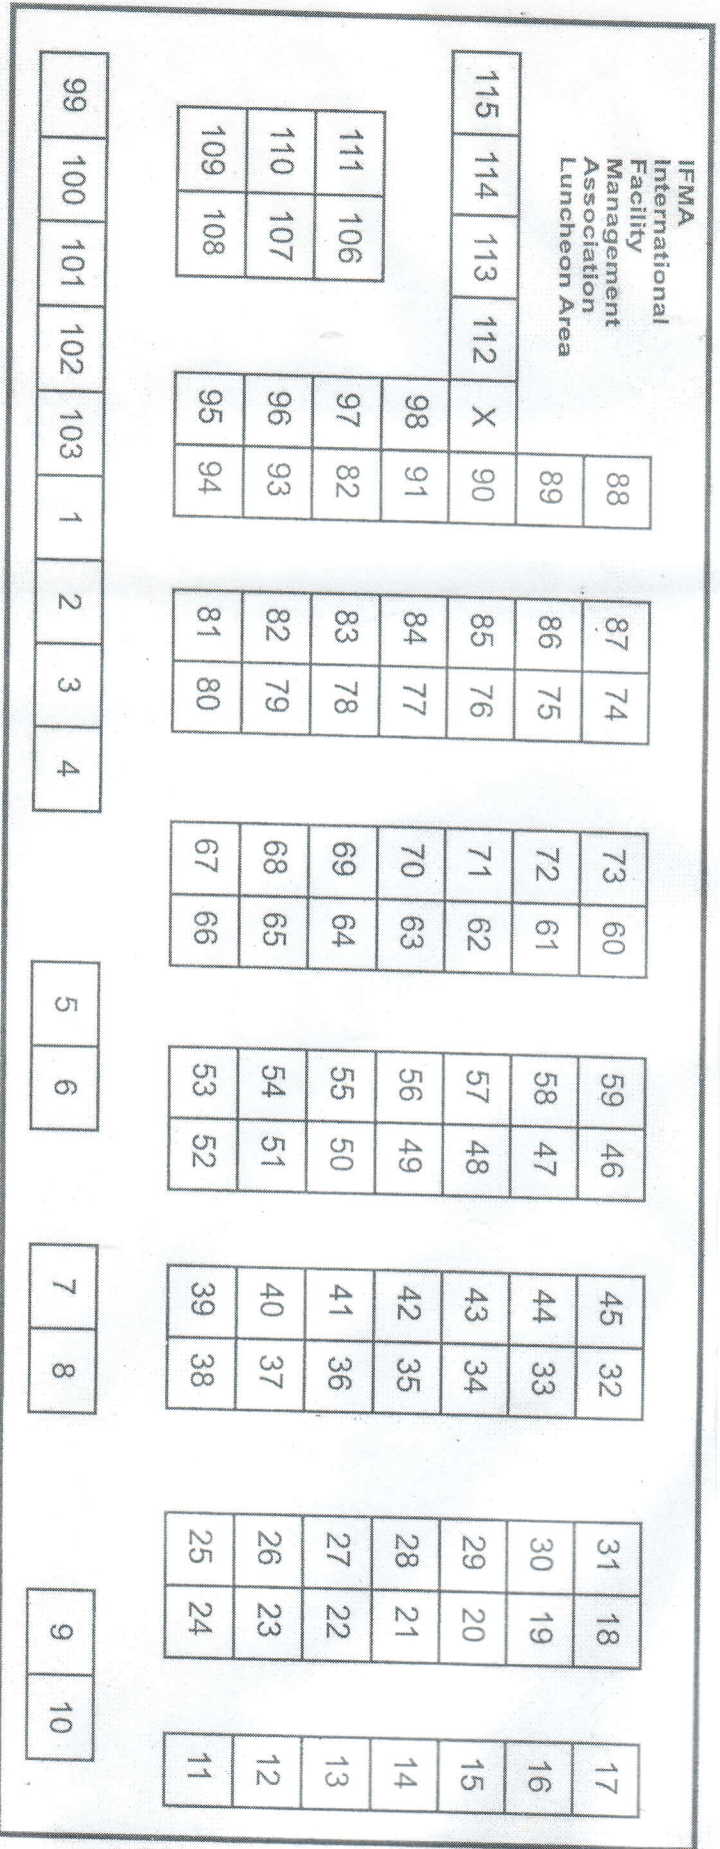 IFMA
International
Facility
Management
Association
Luncheon Area
88 87 74 73 60 59 46 45 32 31 18 17
89 86 75 72 61 58 47 44 33 30 19 16
115 114 113 112 X 90 85 76 71 62 57 48 43 34 29 20 15
98 91 84 77 70 63 56 49 42 35 28 21 14
111 106 97 82 83 78 69 64 55 50 41 36 27 22 13
110 107 96 93 82 79 68 65 54 51 40 37 26 23 12
109 108 95 94 81 80 67 66 53 52 39 38 25 24 11
99 100 101 102 103 1 2 3 4 5 6 7 8 9 10